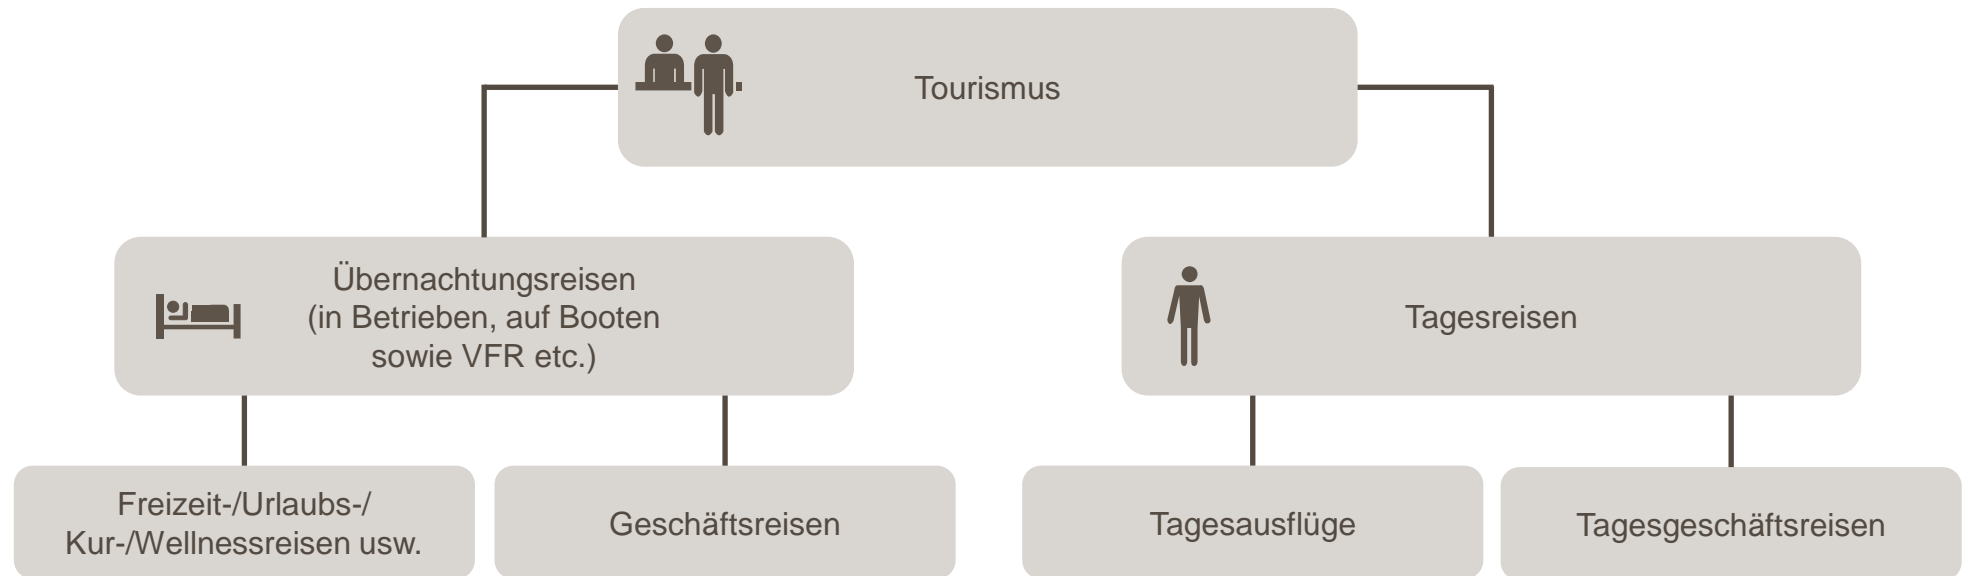 Tourismus
Übernachtungsreisen
(in Betrieben, auf Booten
sowie VFR etc.)
Tagesreisen
Freizeit-/Urlaubs-/
Kur-/Wellnessreisen usw.
Geschäftsreisen
Tagesausflüge
Tagesgeschäftsreisen